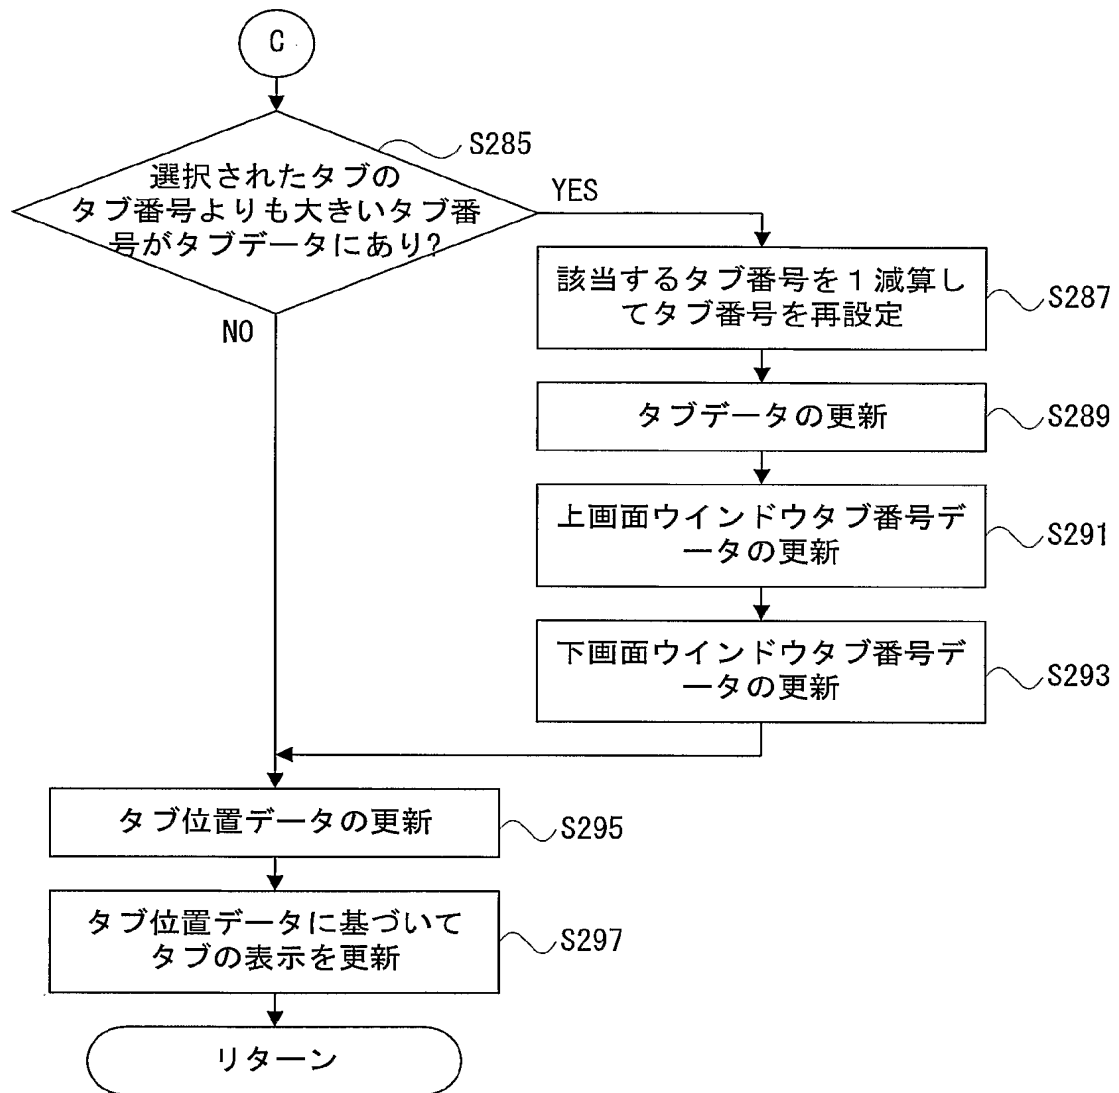 C
S285
選択されたタブの
タブ番号よりも大きいタブ番
号がタブデータにあり?
YES
NO
該当するタブ番号を1減算し
てタブ番号を再設定
S287
タブデータの更新
S289
上画面ウインドウタブ番号デ
ータの更新
S291
下画面ウインドウタブ番号デ
ータの更新
S293
タブ位置データの更新
S295
タブ位置データに基づいて
タブの表示を更新
S297
リターン